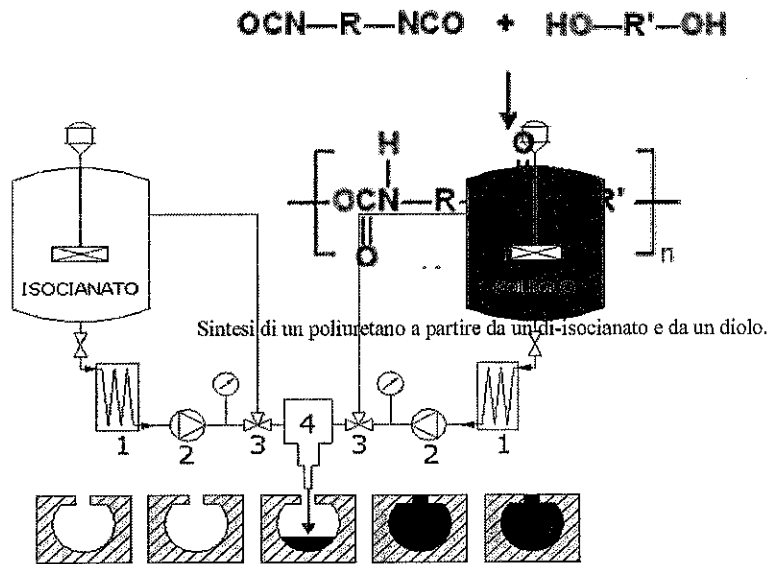 OCN—R—NCO + HO—R'—OH
H
O
OCN—R
R'
O
n
ISOCIANATO
Sintesi di un poliuretano a partire da un di-isocianato e da un diolo.
4
1 2 3 3 2 1